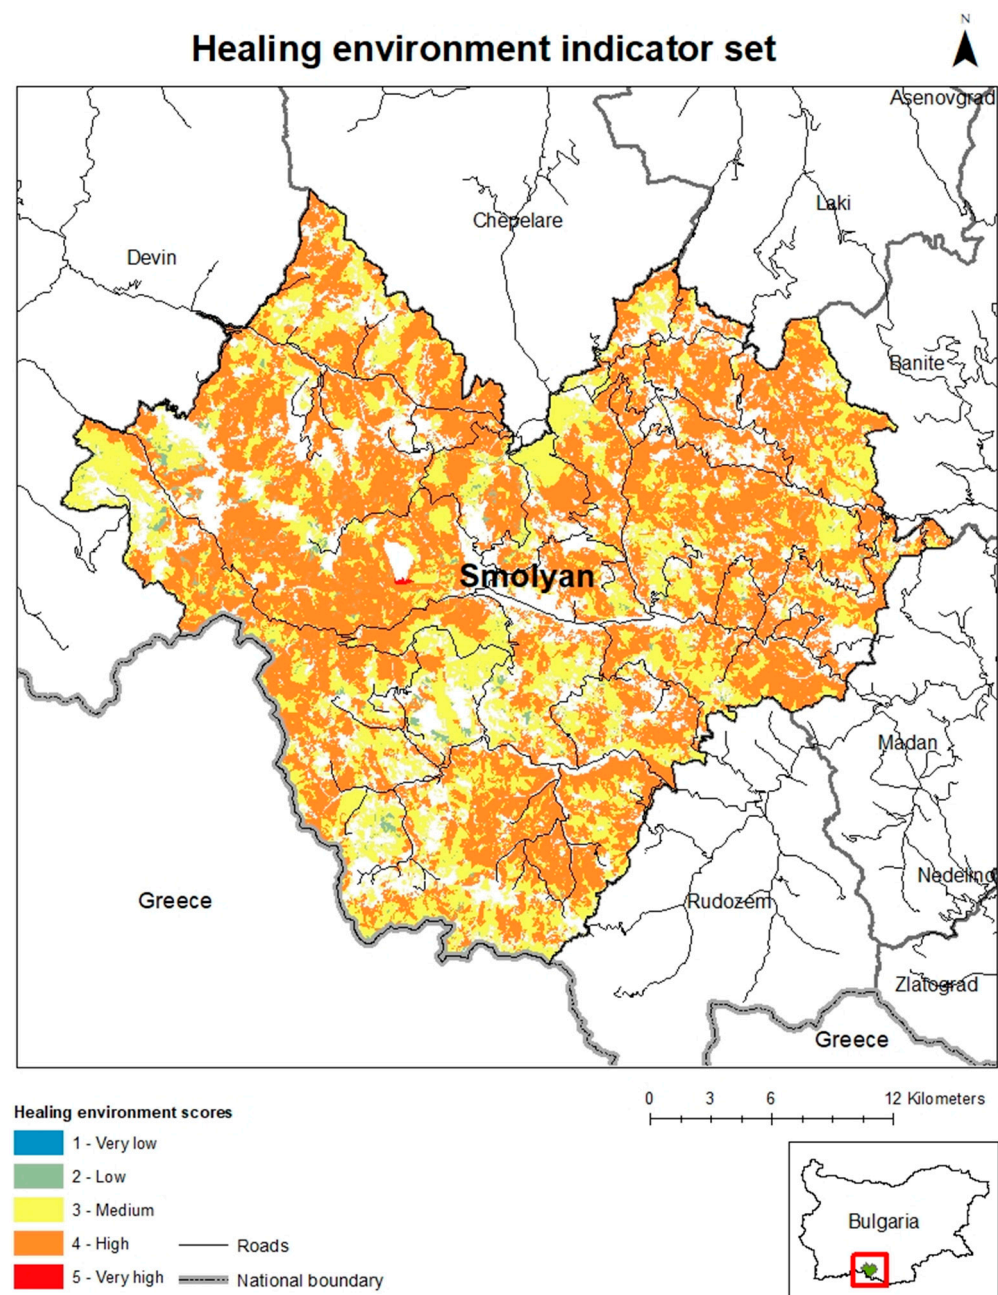 N
Healing environment indicator set
Asenovgrad
Laki
Chepelare
Devin
Banite
Smolyan
Madan
Nedelino
Greece
Rudozem
Zlatograd
Greece
Healing environment scores
1 - Very low
2 - Low
3 - Medium
4 - High
5 - Very high
Roads
National boundary
0 3 6 12 Kilometers
Bulgaria